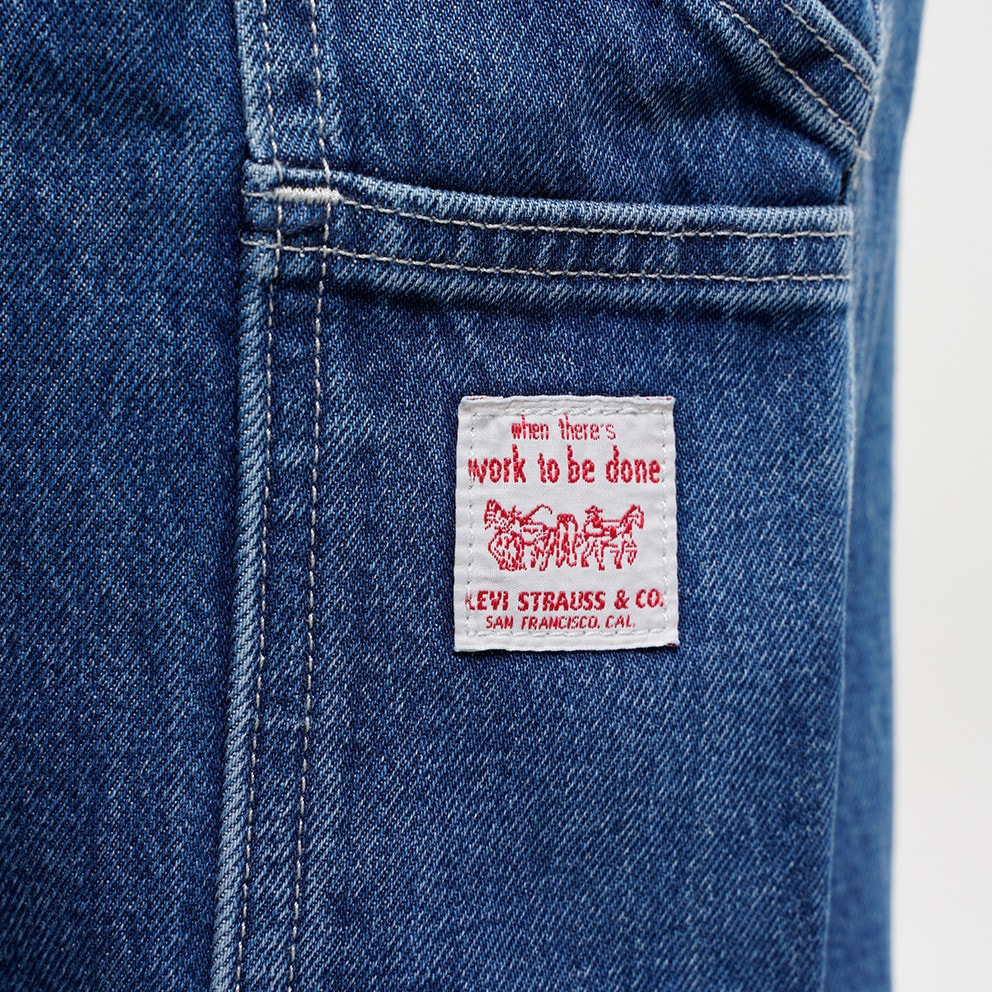 when there's
work to be done
LEVI STRAUSS & CO.
SAN FRANCISCO, CAL.